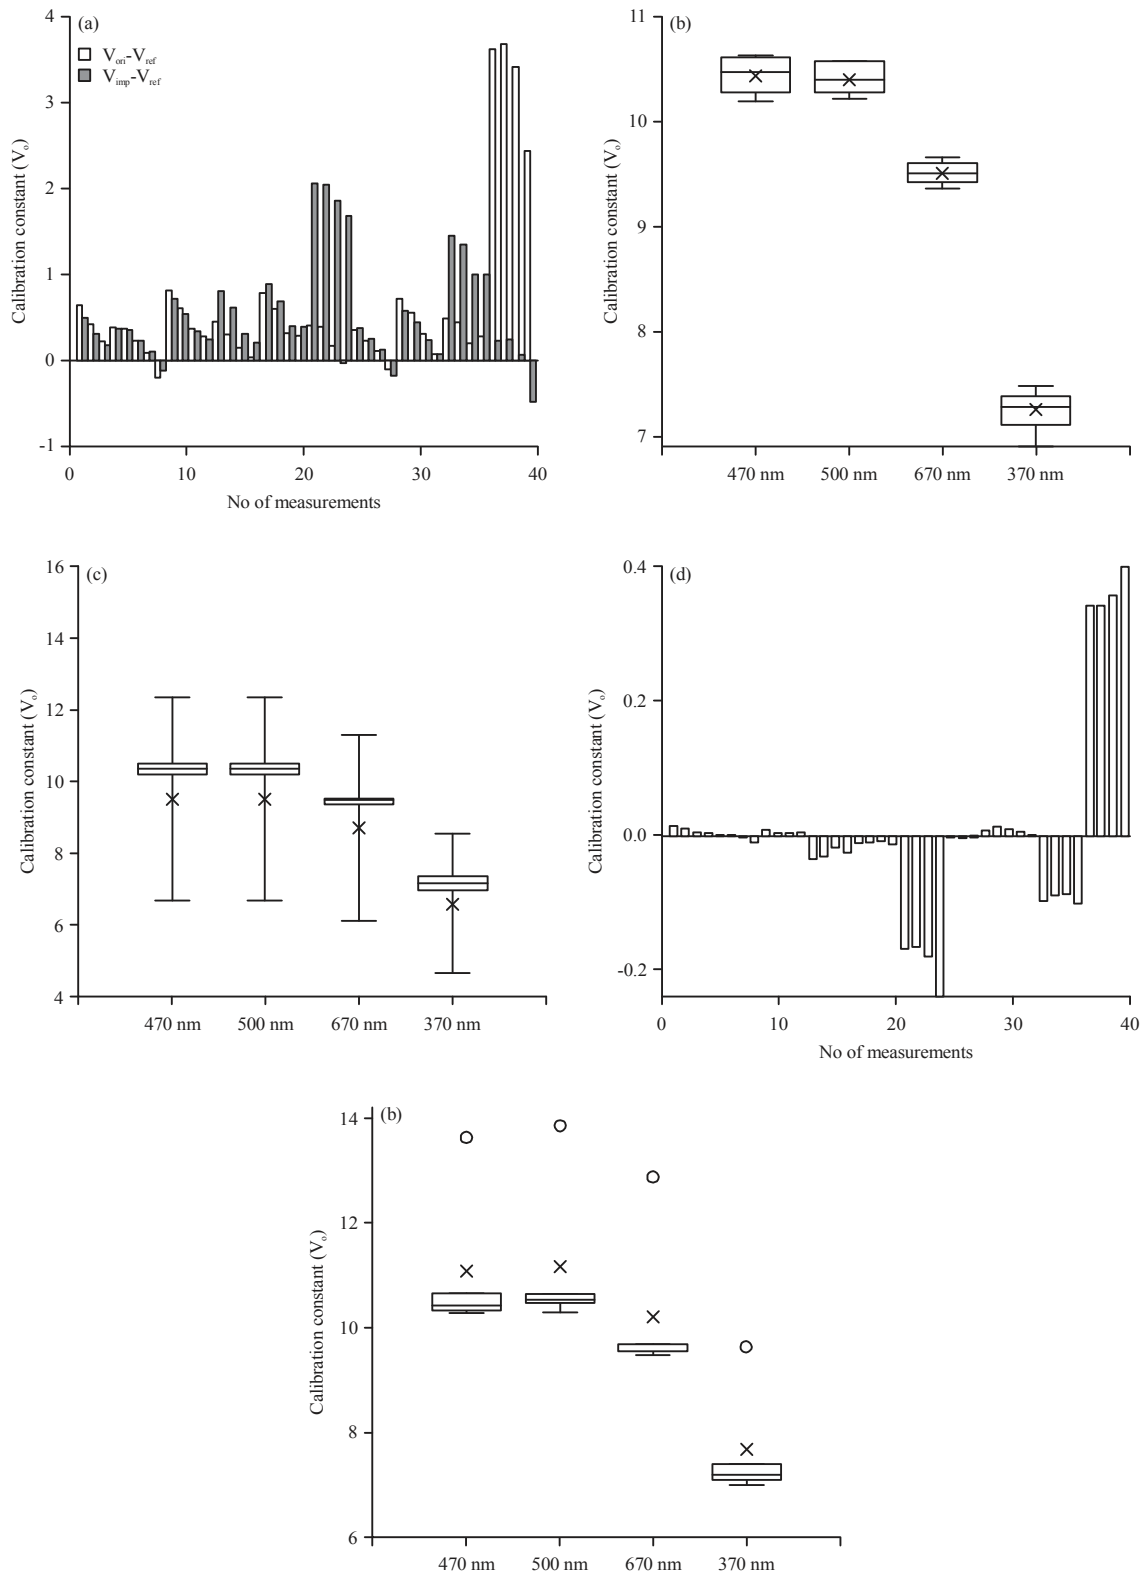 (a)
V_ori-V_ref
V_imp-V_ref
4
3
2
1
0
-1
Calibration constant (V_o)
0 10 20 30 40
No of measurements
(b)
11
10
9
8
7
Calibration constant (V_o)
470 nm 500 nm 670 nm 370 nm
(c)
16
14
12
10
8
6
4
Calibration constant (V_o)
470 nm 500 nm 670 nm 370 nm
(d)
0.4
0.2
0.0
-0.2
Calibration constant (V_o)
0 10 20 30 40
No of measurements
(b)
14
12
10
8
6
Calibration constant (V_o)
470 nm 500 nm 670 nm 370 nm